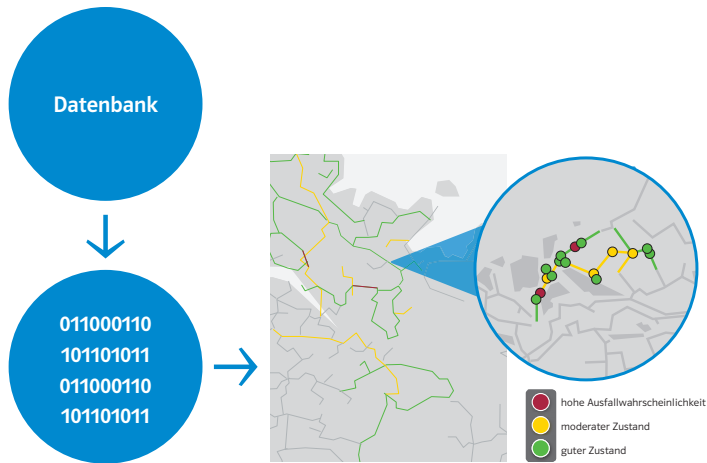 Datenbank
011000110
101101011
011000110
101101011
hohe Ausfallwahrscheinlichkeit
moderater Zustand
guter Zustand